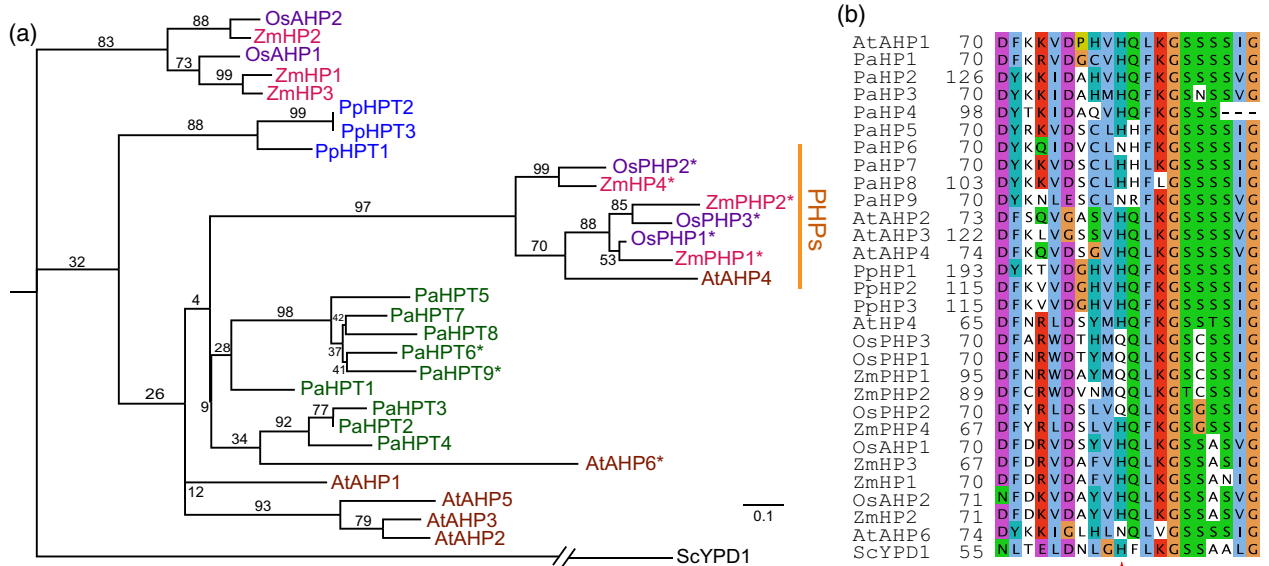 (a)
83
88
OsAHP2
ZmHP2
OsAHP1
73
99
ZmHP1
ZmHP3
PpHPT2
99
88
PpHPT3
PpHPT1
OsPHP2*
99
ZmHP4*
97
ZmPHP2*
85
OsPHP3*
88
OsPHP1*
70
53
ZmPHP1*
AtAHP4
PHPs
32
4
PaHPT5
98
42
PaHPT7
PaHPT8
28
37
PaHPT6*
41
PaHPT9*
26
PaHPT1
9
77
PaHPT3
92
PaHPT2
34
PaHPT4
AtAHP6*
AtAHP1
12
93
AtAHP5
79
AtAHP3
AtAHP2
0.1
ScYPD1
(b)
AtAHP1 70 DFKKVDPHVHQLKGSSSSIG
PaHP1 70 DFKRVDGCVHQFKGSSSSIG
PaHP2 126 DYKKIDAHVHQFKGSSSSVG
PaHP3 70 DYKKIDAHMHQFKGSNSSVG
PaHP4 98 DYTKIDAQVHQFKGSSS---
PaHP5 70 DYRKVDSCLHHFKGSSSSIG
PaHP6 70 DYKQIDVCLNHFKGSSSSIG
PaHP7 70 DYKKVDSCLHHLKGSSSSIG
PaHP8 103 DYKKVDSCLHHFLGSSSSIG
PaHP9 70 DYKNLESCLNRFKGSSSSVG
AtAHP2 73 DFSQVGASVHQLKGSSSSVG
AtAHP3 122 DFKLVGSSVHQLKGSSSSVG
AtAHP4 74 DFKQVDSGVHQLKGSSSSIG
PpHP1 193 DYKTVDGHVHQFKGSSSSIG
PpHP2 115 DFKVVDGHVHQFKGSSSSIG
PpHP3 115 DFKVVDGHVHQFKGSSSSIG
AtHP4 65 DFNRLDSYMHQFKGSSTSIG
OsPHP3 70 DFARWDTHMQQLKGSCSSIG
OsPHP1 70 DFNRWDTYMQQLKGSCSSIG
ZmPHP1 95 DFNRWDAYMQQLKGSCSSIG
ZmPHP2 89 DFCRWDVNMQQLKGTCSSIG
OsPHP2 70 DFYRLDSLVQQFKGSGSSIG
ZmPHP4 67 DFYRLDSLVHQFKGSGSSIG
OsAHP1 70 DFDRVDSYVHQLKGSSASVG
ZmHP3 67 DFDRVDAFVHQLKGSSASIG
ZmHP1 70 DFDRVDAFVHQLKGSSANIG
OsAHP2 71 NFDKVDAYVHQLKGSSASVG
ZmHP2 71 DFDKVDAYVHQLKGSSASVG
AtAHP6 74 DYKKIGLHLNQLVGSSSSIG
ScYPD1 55 NLTELDNLGHFLKGSSAALG